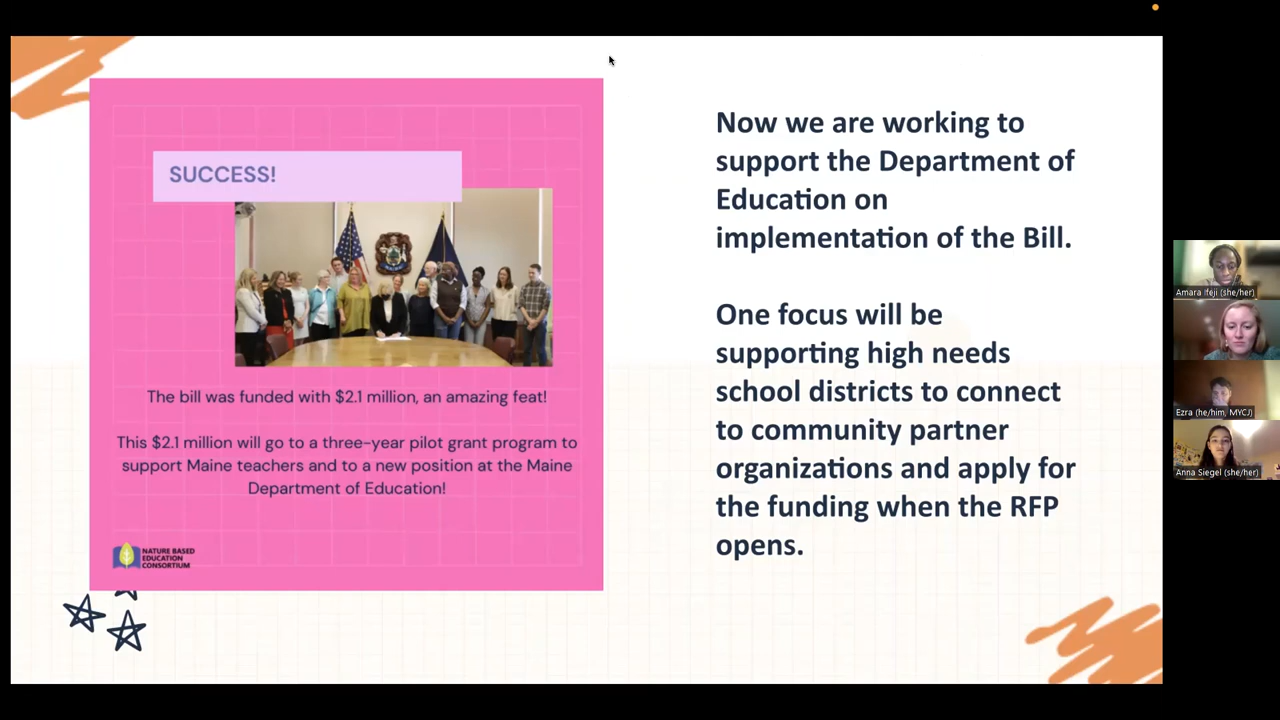 SUCCESS!
The bill was funded with $2.1 million, an amazing feat!
This $2.1 million will go to a three-year pilot grant program to
support Maine teachers and to a new position at the Maine
Department of Education!
NATURE BASED
EDUCATION
CONSORTIUM
Now we are working to
support the Department of
Education on
implementation of the Bill.
One focus will be
supporting high needs
school districts to connect
to community partner
organizations and apply for
the funding when the RFP
opens.
Amara Ifeji (she/her)
Ezra (he/him, MYCJ)
Anna Siegel (she/her)